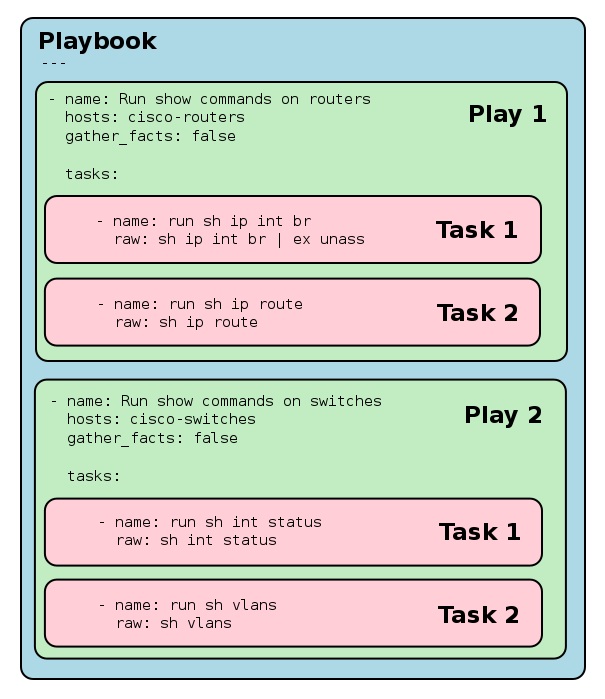 Playbook
---
- name: Run show commands on routers
hosts: cisco-routers
gather_facts: false
Play 1
tasks:
- name: run sh ip int br
raw: sh ip int br | ex unass
Task 1
- name: run sh ip route
raw: sh ip route
Task 2
- name: Run show commands on switches
hosts: cisco-switches
gather_facts: false
Play 2
tasks:
- name: run sh int status
raw: sh int status
Task 1
- name: run sh vlans
raw: sh vlans
Task 2